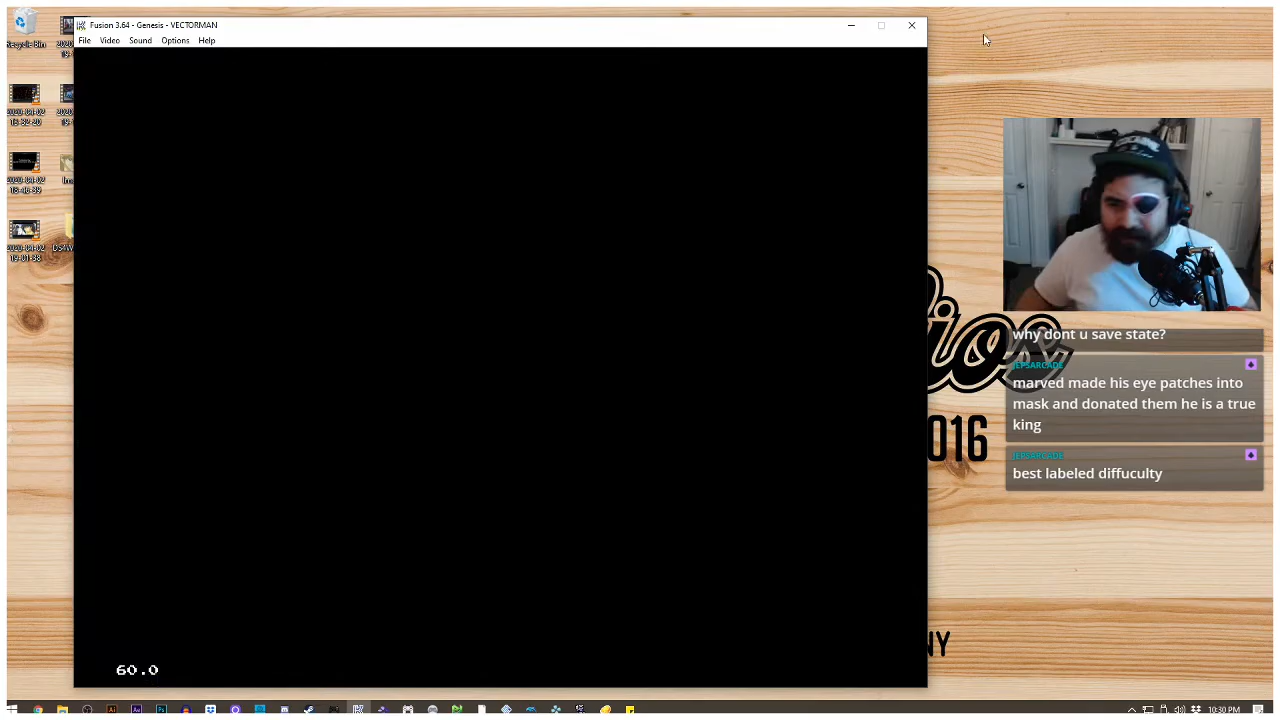 Fusion 3.64 - Genesis - VECTORMAN
File Video Sound Options Help
Recycle Bin
60.0
why dont u save state?
JEPSARCADE
marved made his eye patches into
mask and donated them he is a true
king
JEPSARCADE
best labeled diffuculty
016
NY
10:30 PM